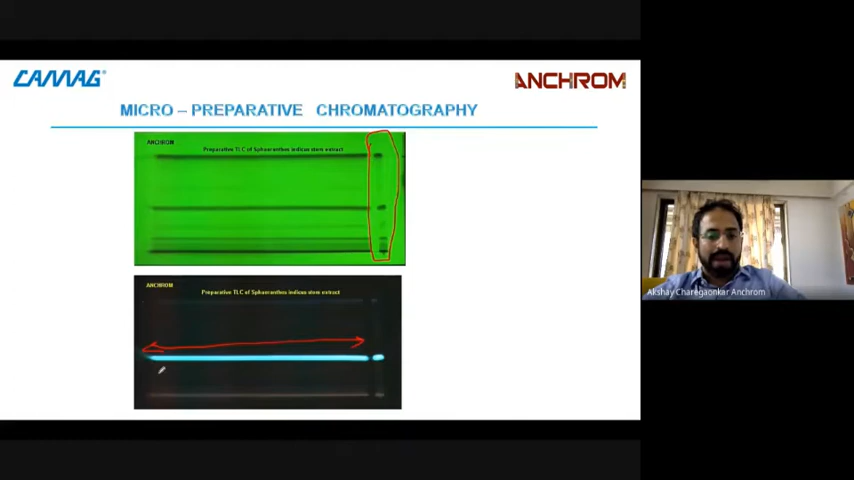 CAMAG®
ANCHROM
MICRO – PREPARATIVE CHROMATOGRAPHY
ANCHROM
Preparative TLC of Sphaeranthus indicus stem extract
ANCHROM
Preparative TLC of Sphaeranthus indicus stem extract
Akshay Charegaonkar Anchrom